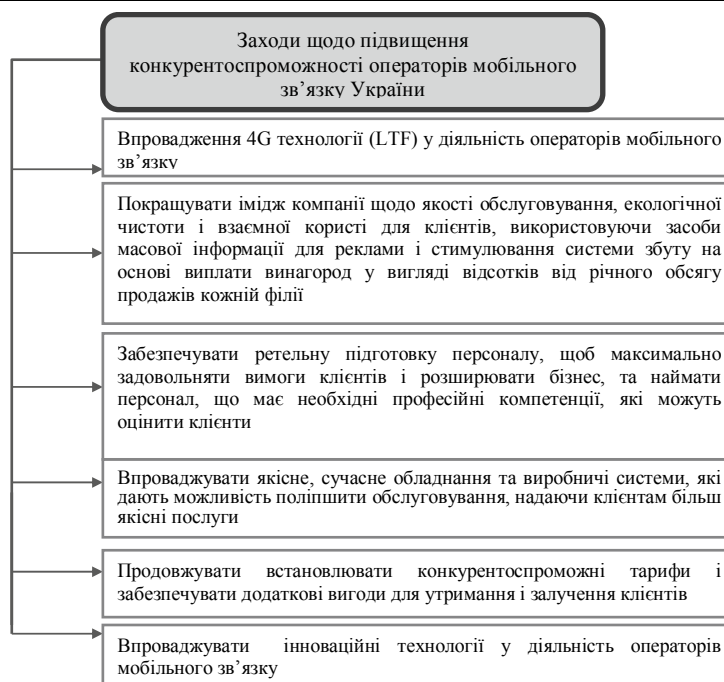 Заходи щодо підвищення
конкурентоспроможності операторів мобільного
зв’язку України
Впровадження 4G технології (LTF) у діяльність операторів мобільного
зв’язку
Покращувати імідж компанії щодо якості обслуговування, екологічної
чистоти і взаємної користі для клієнтів, використовуючи засоби
масової інформації для реклами і стимулювання системи збуту на
основі виплати винагород у вигляді відсотків від річного обсягу
продажів кожній філії
Забезпечувати ретельну підготовку персоналу, щоб максимально
задовольняти вимоги клієнтів і розширювати бізнес, та наймати
персонал, що має необхідні професійні компетенції, які можуть
оцінити клієнти
Впроваджувати якісне, сучасне обладнання та виробничі системи, які
дають можливість поліпшити обслуговування, надаючи клієнтам більш
якісні послуги
Продовжувати встановлювати конкурентоспроможні тарифи і
забезпечувати додаткові вигоди для утримання і залучення клієнтів
Впроваджувати інноваційні технології у діяльність операторів
мобільного зв’язку